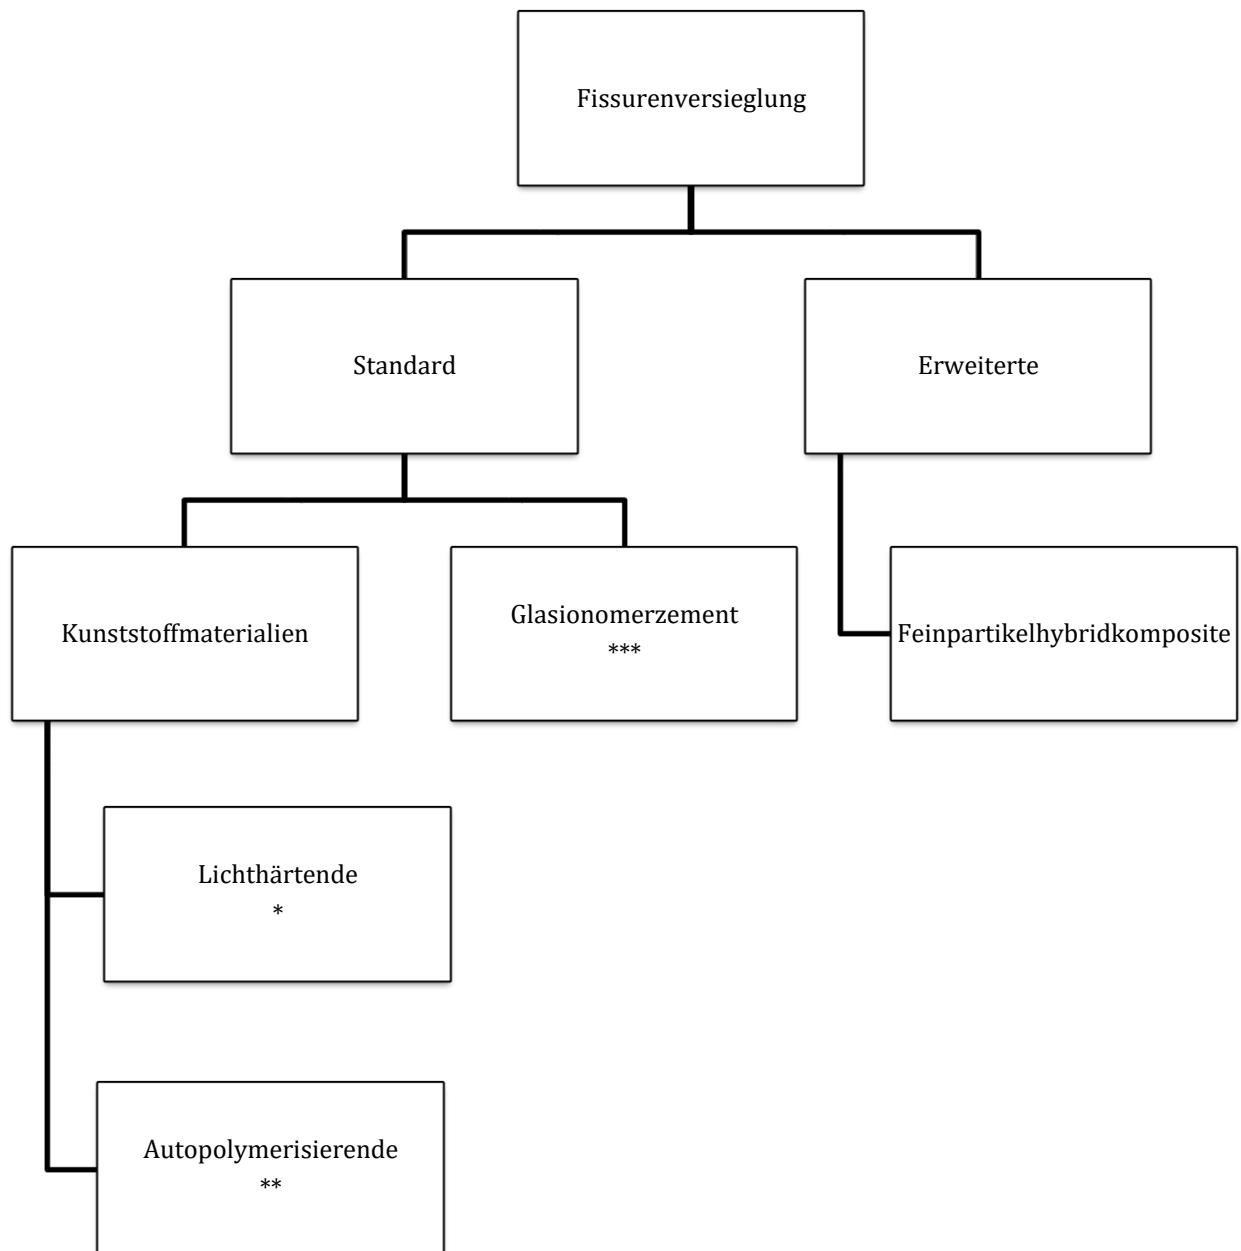 Fissurenversieglung
Standard
Erweiterte
Kunststoffmaterialien
Glasionomerzement
***
Feinpartikelhybridkomposite
Lichthärtende
*
Autopolymerisierende
**